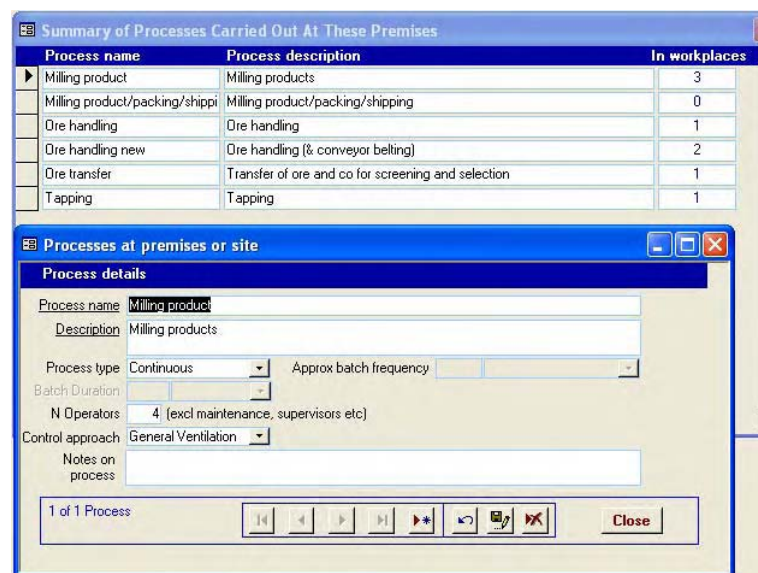 Summary of Processes Carried Out At These Premises
Process name Process description In workplaces
Milling product Milling products 3
Milling product/packing/shippi Milling product/packing/shipping 0
Ore handling Ore handling 1
Ore handling new Ore handling (& conveyor belting) 2
Ore transfer Transfer of ore and co for screening and selection 1
Tapping Tapping 1
Processes at premises or site
Process details
Process name Milling product
Description Milling products
Process type Continuous Approx batch frequency
Batch Duration
N Operators 4 (excl maintenance, supervisors etc)
Control approach General Ventilation
Notes on
process
1 of 1 Process Close